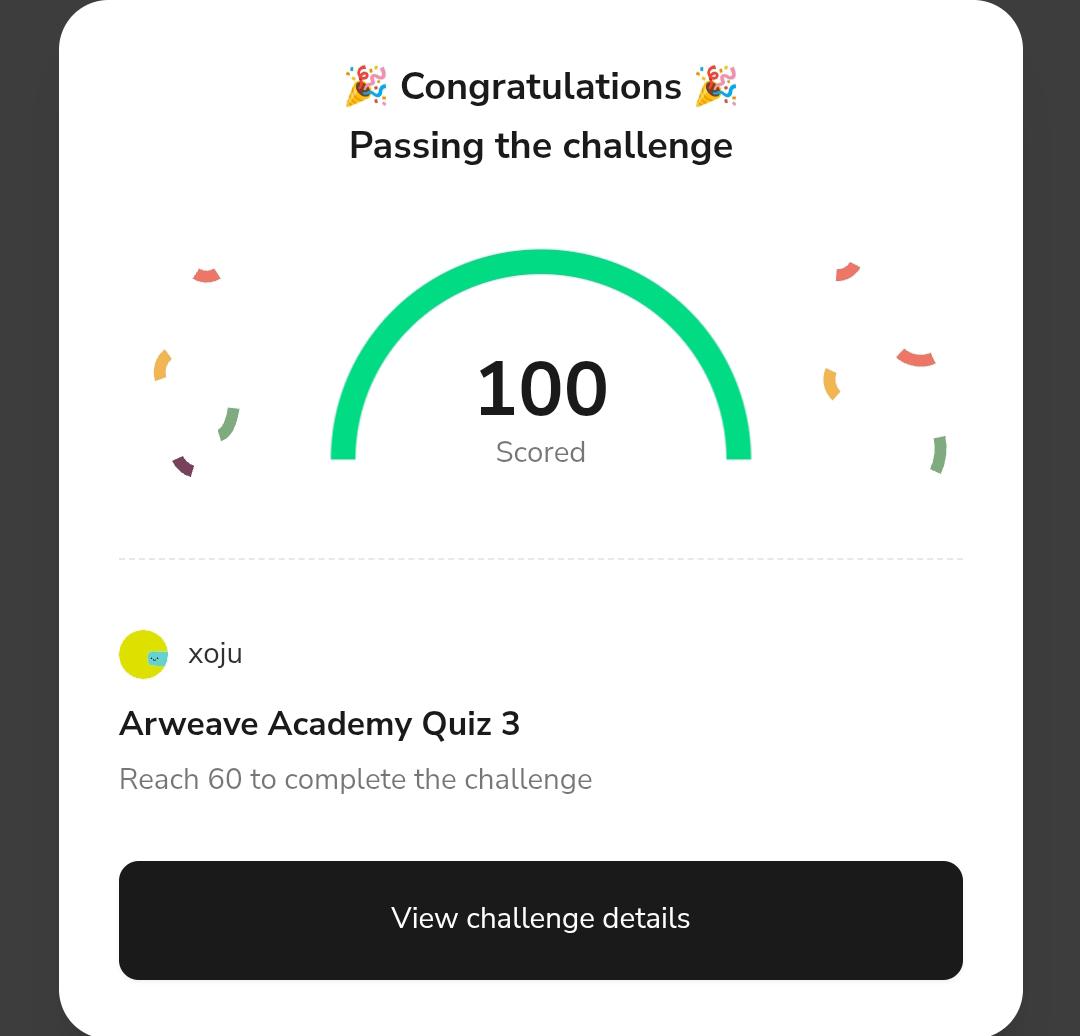 🎉 Congratulations 🎉
Passing the challenge
100
Scored
xoju
Arweave Academy Quiz 3
Reach 60 to complete the challenge
View challenge details